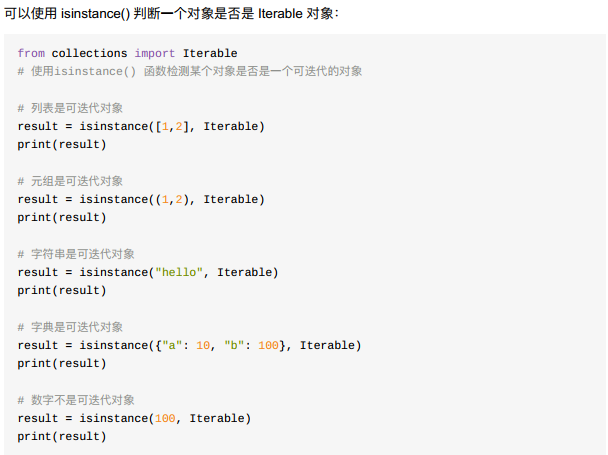 可以使用 isinstance() 判断一个对象是否是 Iterable 对象：
from collections import Iterable
# 使用isinstance() 函数检测某个对象是否是一个可迭代的对象
# 列表是可迭代对象
result = isinstance([1,2], Iterable)
print(result)
# 元组是可迭代对象
result = isinstance((1,2), Iterable)
print(result)
# 字符串是可迭代对象
result = isinstance("hello", Iterable)
print(result)
# 字典是可迭代对象
result = isinstance({"a": 10, "b": 100}, Iterable)
print(result)
# 数字不是可迭代对象
result = isinstance(100, Iterable)
print(result)